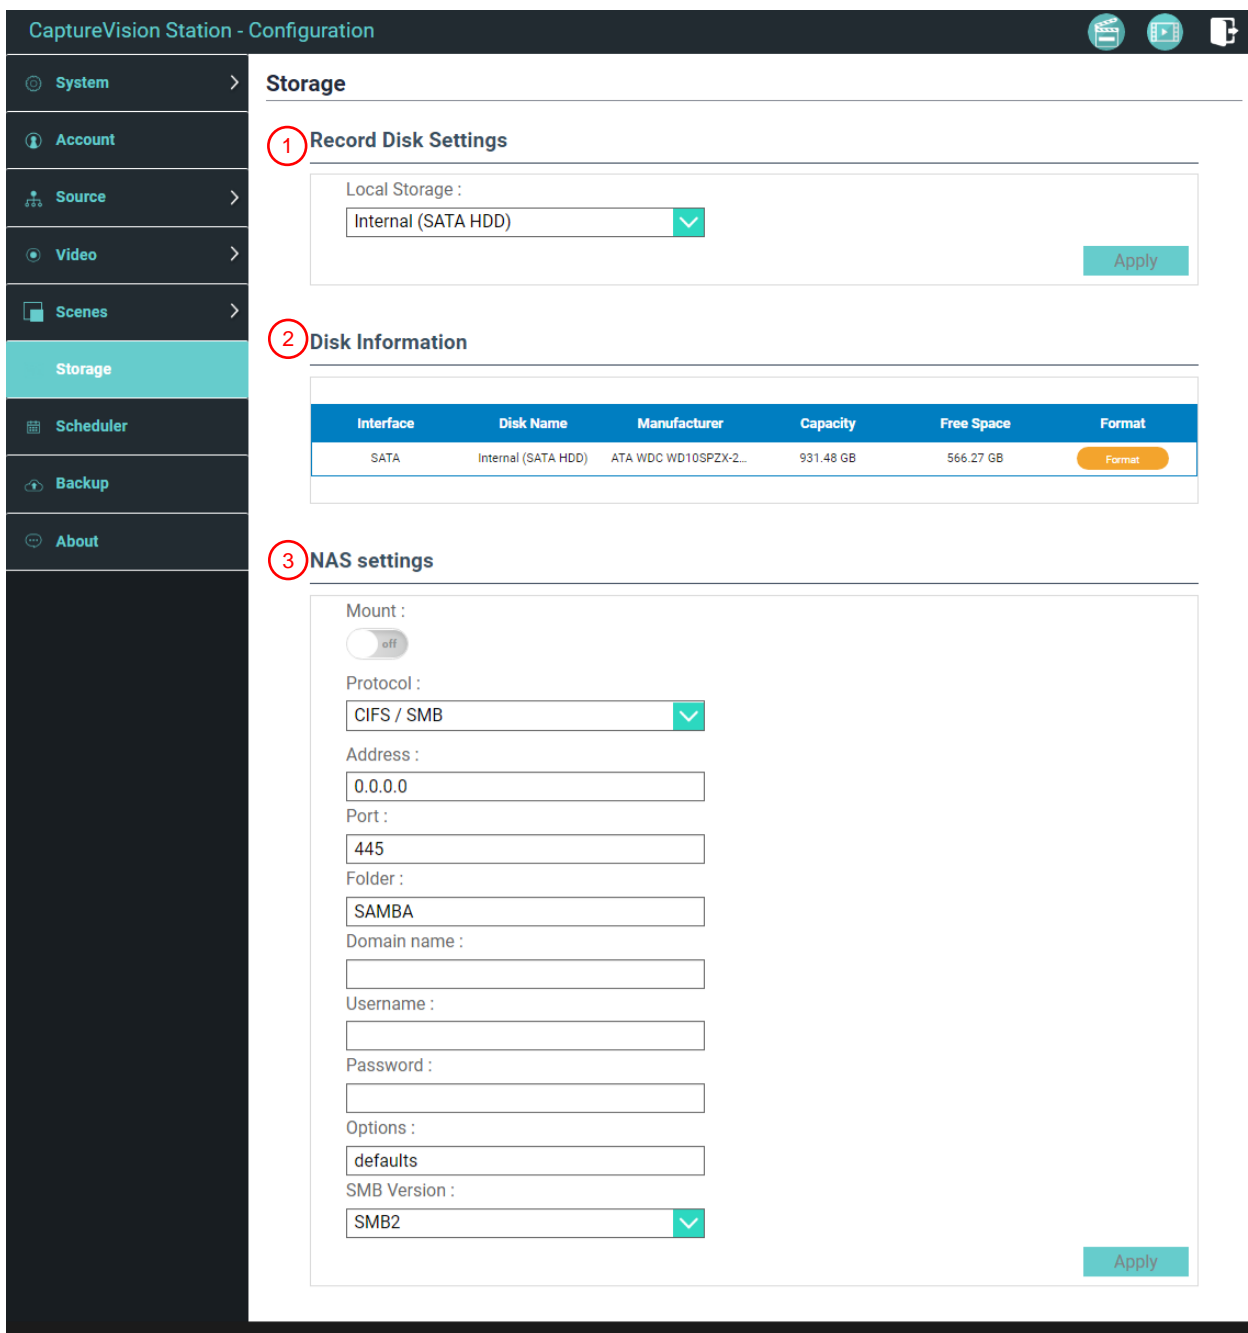 CaptureVision Station - Configuration
System
Account
Source
Video
Scenes
Storage
Scheduler
Backup
About
Storage
1 Record Disk Settings
Local Storage :
Internal (SATA HDD)
Apply
2 Disk Information
Interface Disk Name Manufacturer Capacity Free Space Format
SATA Internal (SATA HDD) ATA WDC WD10SPZX-2... 931.48 GB 566.27 GB Format
3 NAS settings
Mount :
off
Protocol :
CIFS / SMB
Address :
0.0.0.0
Port :
445
Folder :
SAMBA
Domain name :
Username :
Password :
Options :
defaults
SMB Version :
SMB2
Apply